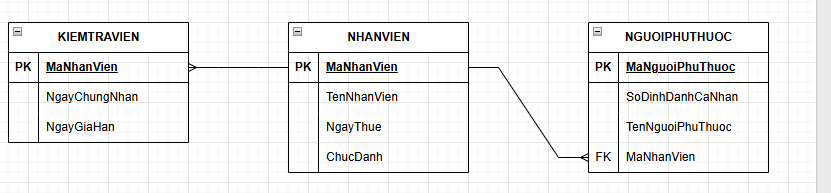 KIEMTRAVIEN
PK MaNhanVien
NgayChungNhan
NgayGiaHan
NHANVIEN
PK MaNhanVien
TenNhanVien
NgayThue
ChucDanh
NGUOIPHUTHUOC
PK MaNguoiPhuThuoc
SoDinhDanhCaNhan
TenNguoiPhuThuoc
FK MaNhanVien